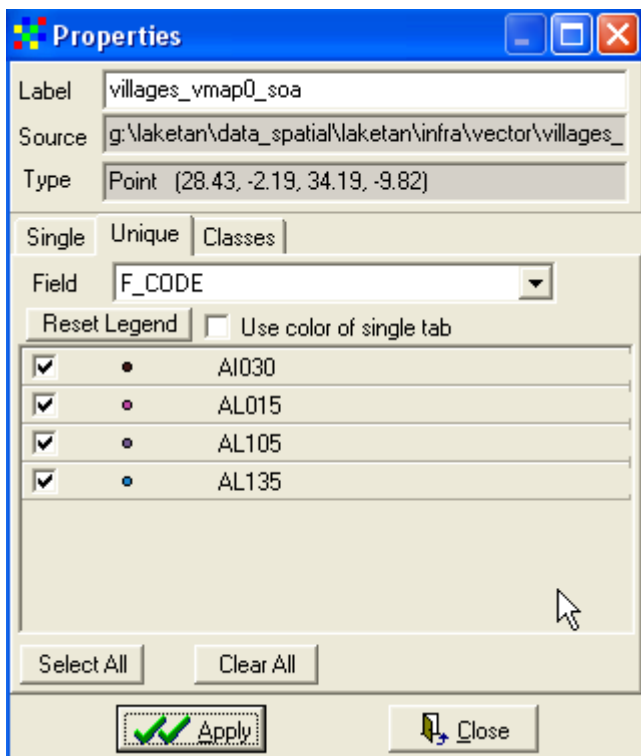 Properties
Label villages_vmap0_soa
Source g:\laketan\data_spatial\laketan\infra\vector\villages_
Type Point (28.43, -2.19, 34.19, -9.82)
Single Unique Classes
Field F_CODE
Reset Legend Use color of single tab
AI030
AL015
AL105
AL135
Select All Clear All
Apply Close